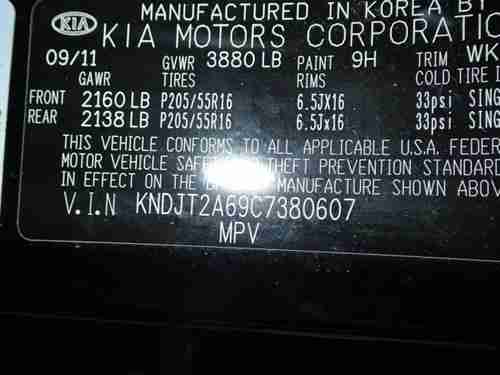 MANUFACTURED IN KOREA BY
KIA KIA MOTORS CORPORATIO
09/11 GVWR 3880 LB PAINT 9H TRIM WK
GAWR TIRES RIMS COLD TIRE
FRONT 2160 LB P205/55R16 6.5JX16 33psi SING
REAR 2138 LB P205/55R16 6.5Jx16 33psi SING
THIS VEHICLE CONFORMS TO ALL APPLICABLE U.S.A. FEDER
MOTOR VEHICLE SAFET THEFT PREVENTION STANDARD
IN EFFECT ON THE MANUFACTURE SHOWN ABOV
V.I.N KNDJT2A69C7380607
MPV